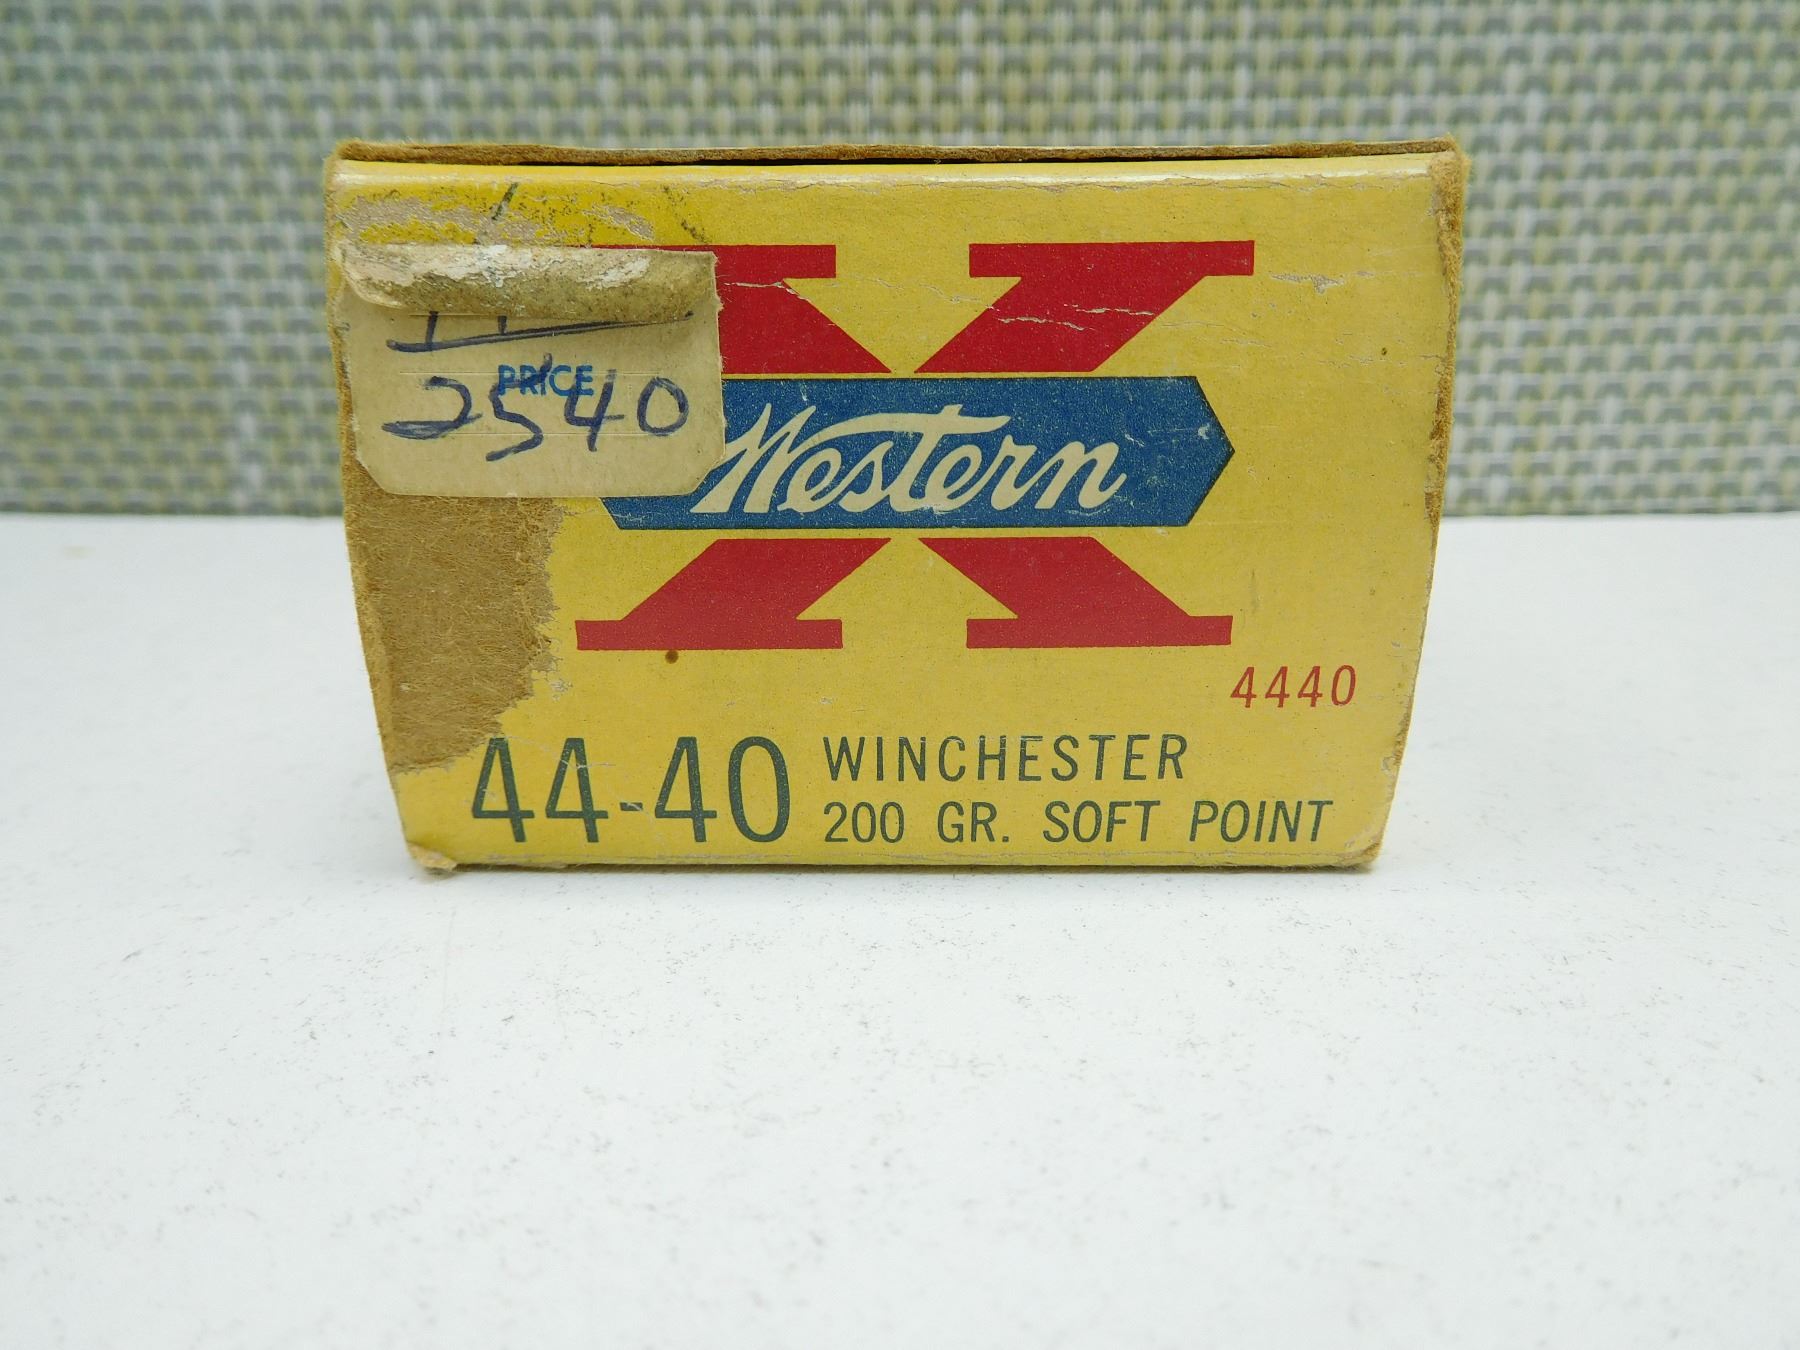 PRICE
2540
X
Western
4440
44-40 WINCHESTER
200 GR. SOFT POINT